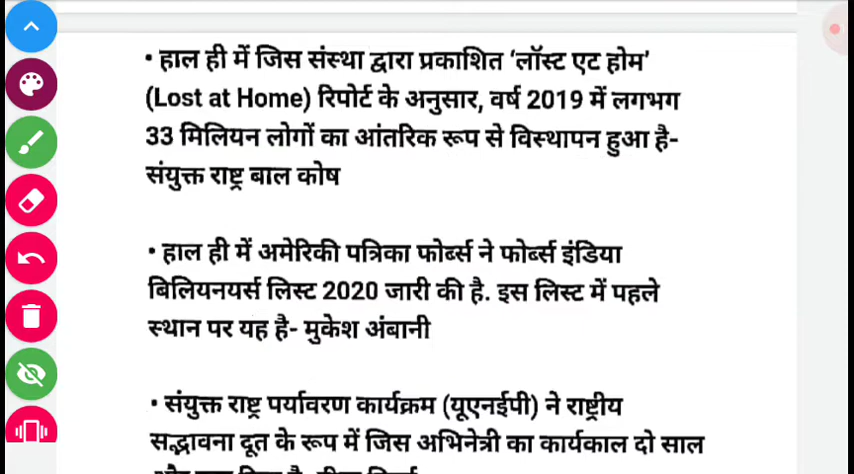 • हाल ही में जिस संस्था द्वारा प्रकाशित ‘लॉस्ट एट होम’
(Lost at Home) रिपोर्ट के अनुसार, वर्ष 2019 में लगभग
33 मिलियन लोगों का आंतरिक रूप से विस्थापन हुआ है-
संयुक्त राष्ट्र बाल कोष
• हाल ही में अमेरिकी पत्रिका फोर्ब्स ने फोर्ब्स इंडिया
बिलियनयर्स लिस्ट 2020 जारी की है. इस लिस्ट में पहले
स्थान पर यह है- मुकेश अंबानी
• संयुक्त राष्ट्र पर्यावरण कार्यक्रम (यूएनईपी) ने राष्ट्रीय
सद्भावना दूत के रूप में जिस अभिनेत्री का कार्यकाल दो साल